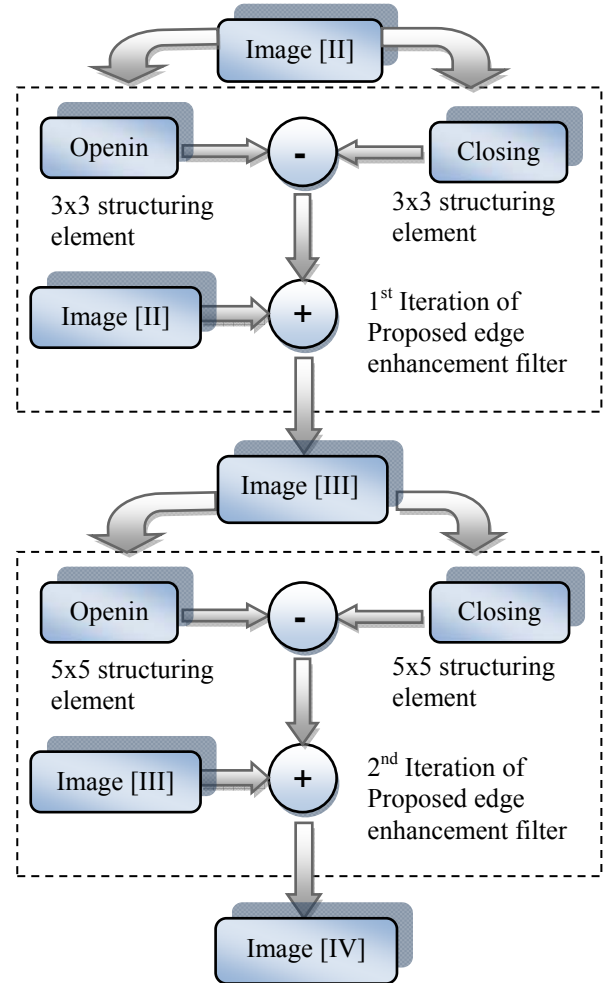 Image [II]
Openin
-
Closing
3x3 structuring
element
3x3 structuring
element
Image [II]
+
1st Iteration of
Proposed edge
enhancement filter
Image [III]
Openin
-
Closing
5x5 structuring
element
5x5 structuring
element
Image [III]
+
2nd Iteration of
Proposed edge
enhancement filter
Image [IV]